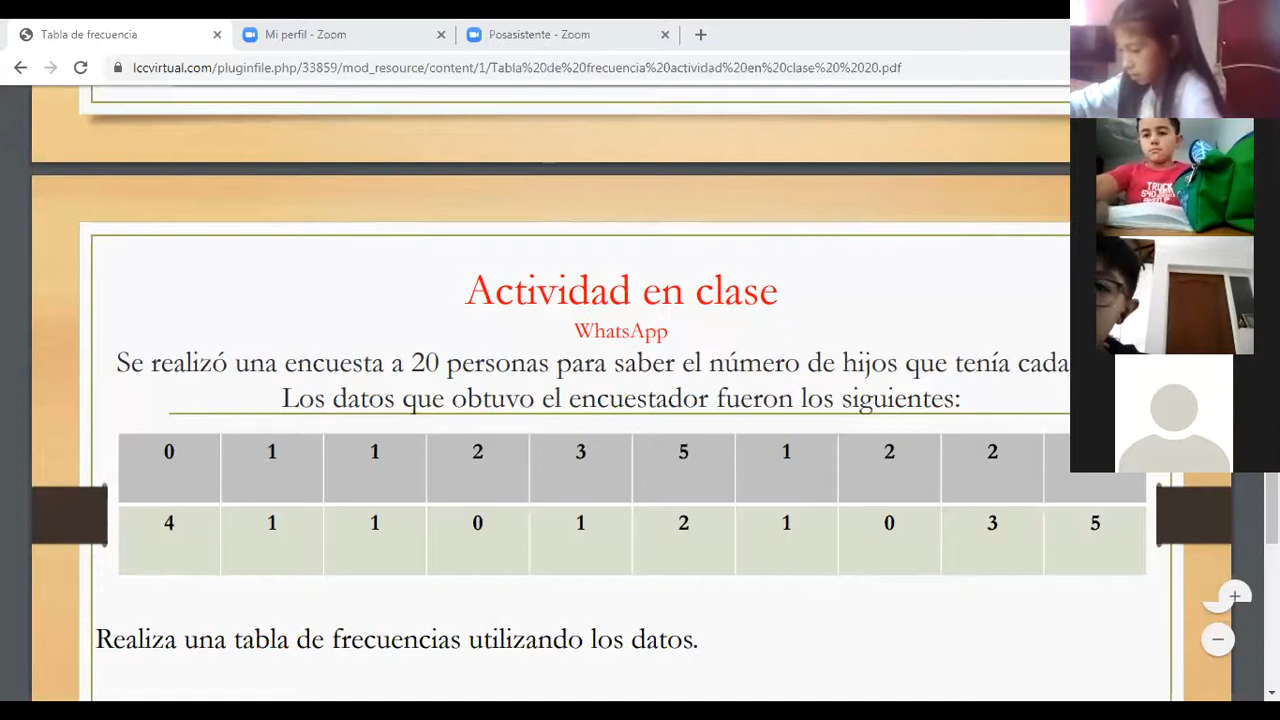 Tabla de frecuencia
Mi perfil - Zoom
Posasistente - Zoom
lccvirtual.com/pluginfile.php/33859/mod_resource/content/1/Tabla%20de%20frecuencia%20actividad%20en%20clase%20%2020.pdf
Actividad en clase
WhatsApp
Se realizó una encuesta a 20 personas para saber el número de hijos que tenía cada
Los datos que obtuvo el encuestador fueron los siguientes:
0 1 1 2 3 5 1 2 2
4 1 1 0 1 2 1 0 3 5
Realiza una tabla de frecuencias utilizando los datos.
TRUCK